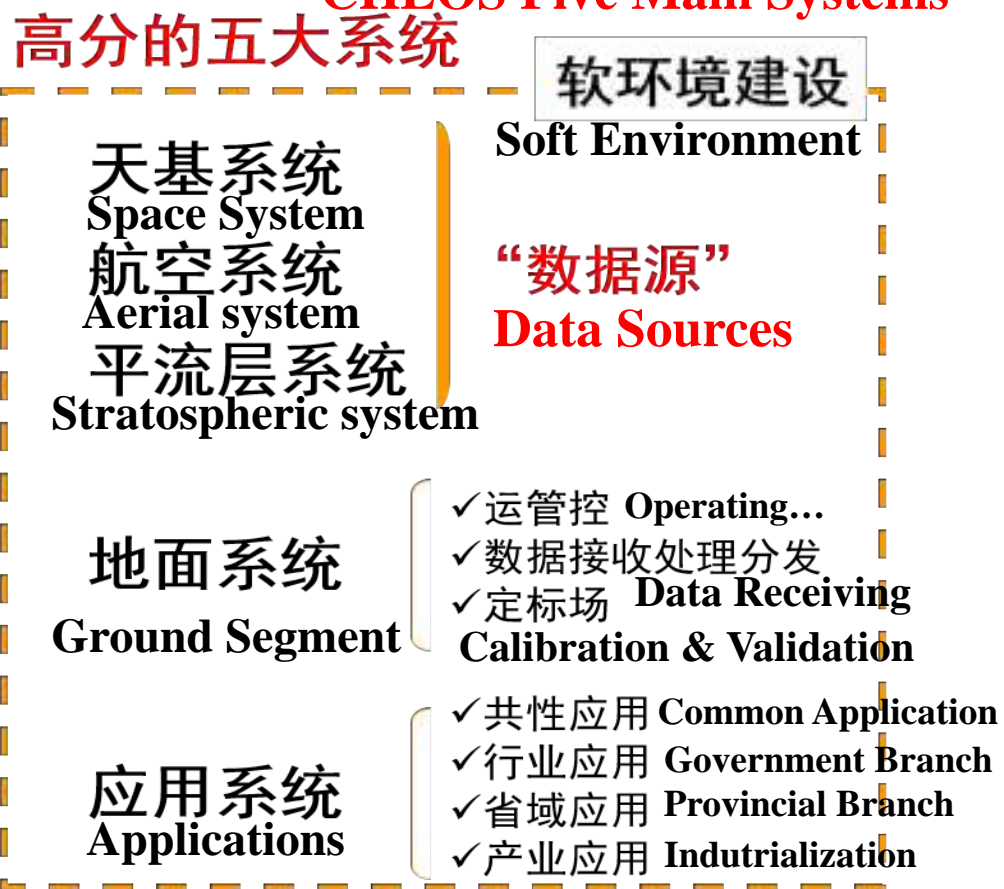 CHEOS Five Main Systems
高分的五大系统
软环境建设
Soft Environment
天基系统
Space System
航空系统
Aerial system
平流层系统
Stratospheric system
“数据源”
Data Sources
地面系统
Ground Segment
✓运管控 Operating…
✓数据接收处理分发
Data Receiving
✓定标场
Calibration & Validation
应用系统
Applications
✓共性应用 Common Application
✓行业应用 Government Branch
✓省域应用 Provincial Branch
✓产业应用 Indutrialization